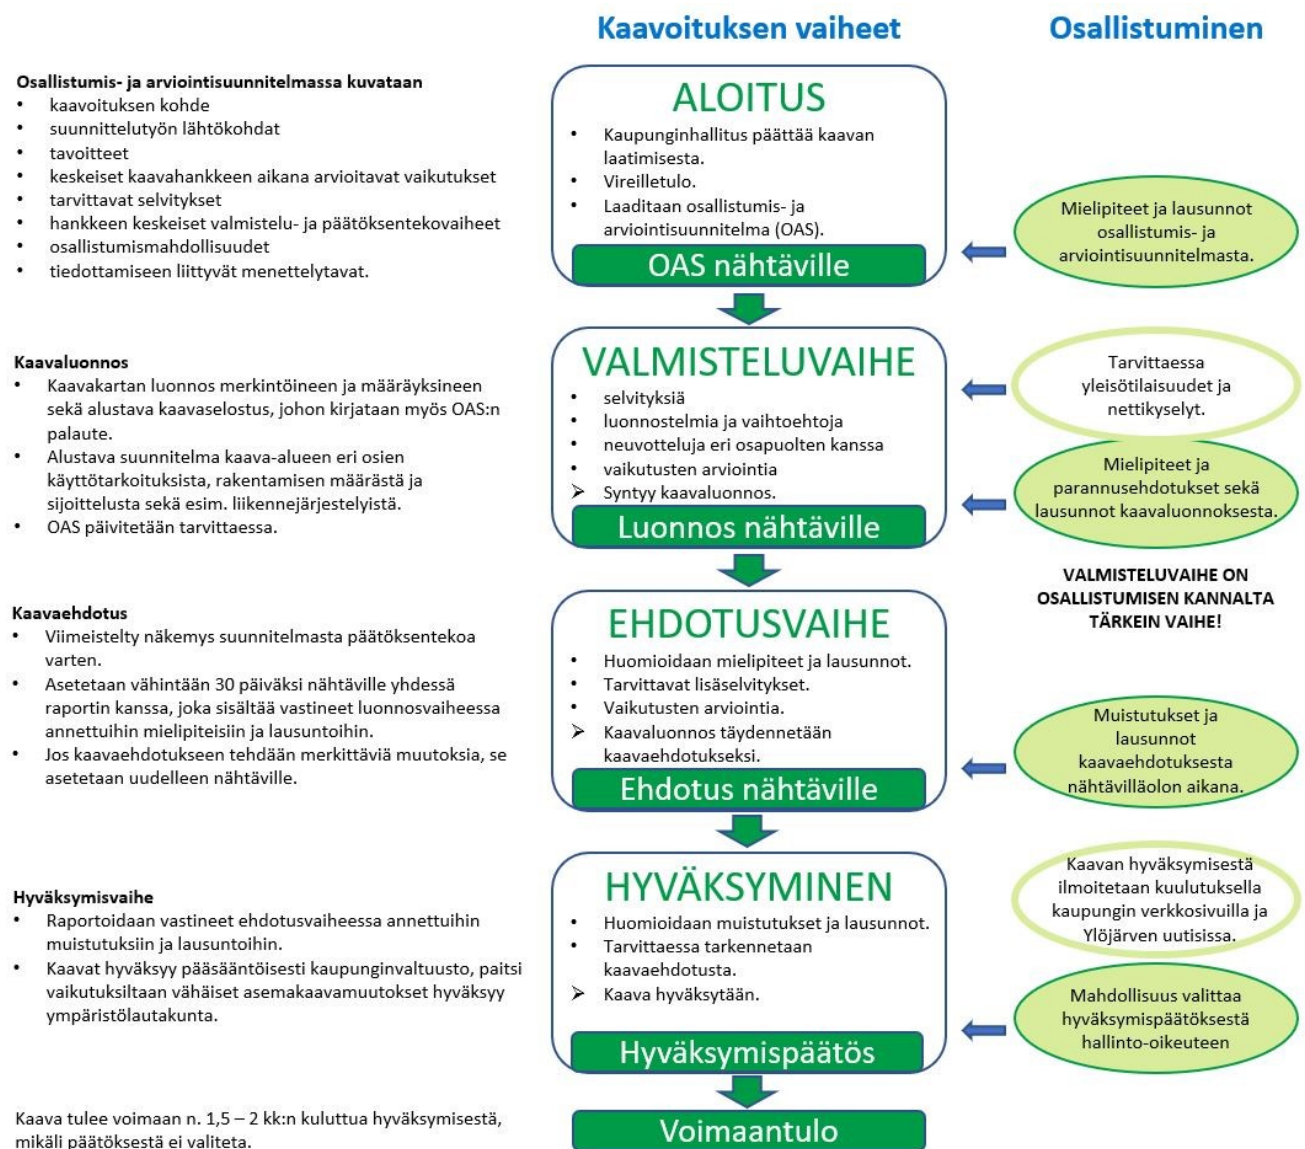 Kaavoituksen vaiheet
Osallistuminen
Osallistumis- ja arviointisuunnitelmassa kuvataan
• kaavoituksen kohde
• suunnittelutyön lähtökohdat
• tavoitteet
• keskeiset kaavahankkeen aikana arvioitavat vaikutukset
• tarvittavat selvitykset
• hankkeen keskeiset valmistelu- ja päätöksentekovaiheet
• osallistumismahdollisuudet
• tiedottamiseen liittyvät menettelytavat.
ALOITUS
• Kaupunginhallitus päättää kaavan
laatimisesta.
• Vireilletulo.
• Laaditaan osallistumis- ja
arviointisuunnitelma (OAS).
OAS nähtäville
Mielipiteet ja lausunnot
osallistumis- ja
arviointisuunnitelmasta.
Kaavaluonnos
• Kaavakartan luonnos merkintöineen ja määräyksineen
sekä alustava kaavaselostus, johon kirjataan myös OAS:n
palaute.
• Alustava suunnitelma kaava-alueen eri osien
käyttötarkoituksista, rakentamisen määrästä ja
sijoittelusta sekä esim. liikennejärjestelyistä.
• OAS päivitetään tarvittaessa.
VALMISTELUVAIHE
• selvityksiä
• luonnostelmia ja vaihtoehtoja
• neuvotteluja eri osapuolten kanssa
• vaikutusten arviointia
➢ Syntyy kaavaluonnos.
Luonnos nähtäville
Tarvittaessa
yleisötilaisuudet ja
nettikyselyt.
Mielipiteet ja
parannusehdotukset sekä
lausunnot kaavaluonnoksesta.
VALMISTELUVAIHE ON
OSALLISTUMISEN KANNALTA
TÄRKEIN VAIHE!
Kaavaehdotus
• Viimeistelty näkemys suunnitelmasta päätöksentekoa
varten.
• Asetetaan vähintään 30 päiväksi nähtäville yhdessä
raportin kanssa, joka sisältää vastineet luonnosvaiheessa
annettuihin mielipiteisiin ja lausuntoihin.
• Jos kaavaehdotukseen tehdään merkittäviä muutoksia, se
asetetaan uudelleen nähtäville.
EHDOTUSVAIHE
• Huomioidaan mielipiteet ja lausunnot.
• Tarvittavat lisäselvitykset.
• Vaikutusten arviointia.
➢ Kaavaluonnos täydennetään
kaavaehdotukseksi.
Ehdotus nähtäville
Muistutukset ja
lausunnot
kaavaehdotuksesta
nähtävilläolon aikana.
Hyväksymisvaihe
• Raportoidaan vastineet ehdotusvaiheessa annettuihin
muistutuksiin ja lausuntoihin.
• Kaavat hyväksyy pääsääntöisesti kaupunginvaltuusto, paitsi
vaikutuksiltaan vähäiset asemakaavamuutokset hyväksyy
ympäristölautakunta.
HYVÄKSYMINEN
• Huomioidaan muistutukset ja lausunnot.
• Tarvittaessa tarkennetaan
kaavaehdotusta.
➢ Kaava hyväksytään.
Hyväksymispäätös
Kaavan hyväksymisestä
ilmoitetaan kuulutuksella
kaupungin verkkosivuilla ja
Ylöjärven uutisissa.
Mahdollisuus valittaa
hyväksymispäätöksestä
hallinto-oikeuteen
Kaava tulee voimaan n. 1,5 – 2 kk:n kuluttua hyväksymisestä,
mikäli päätöksestä ei valiteta.
Voimaantulo